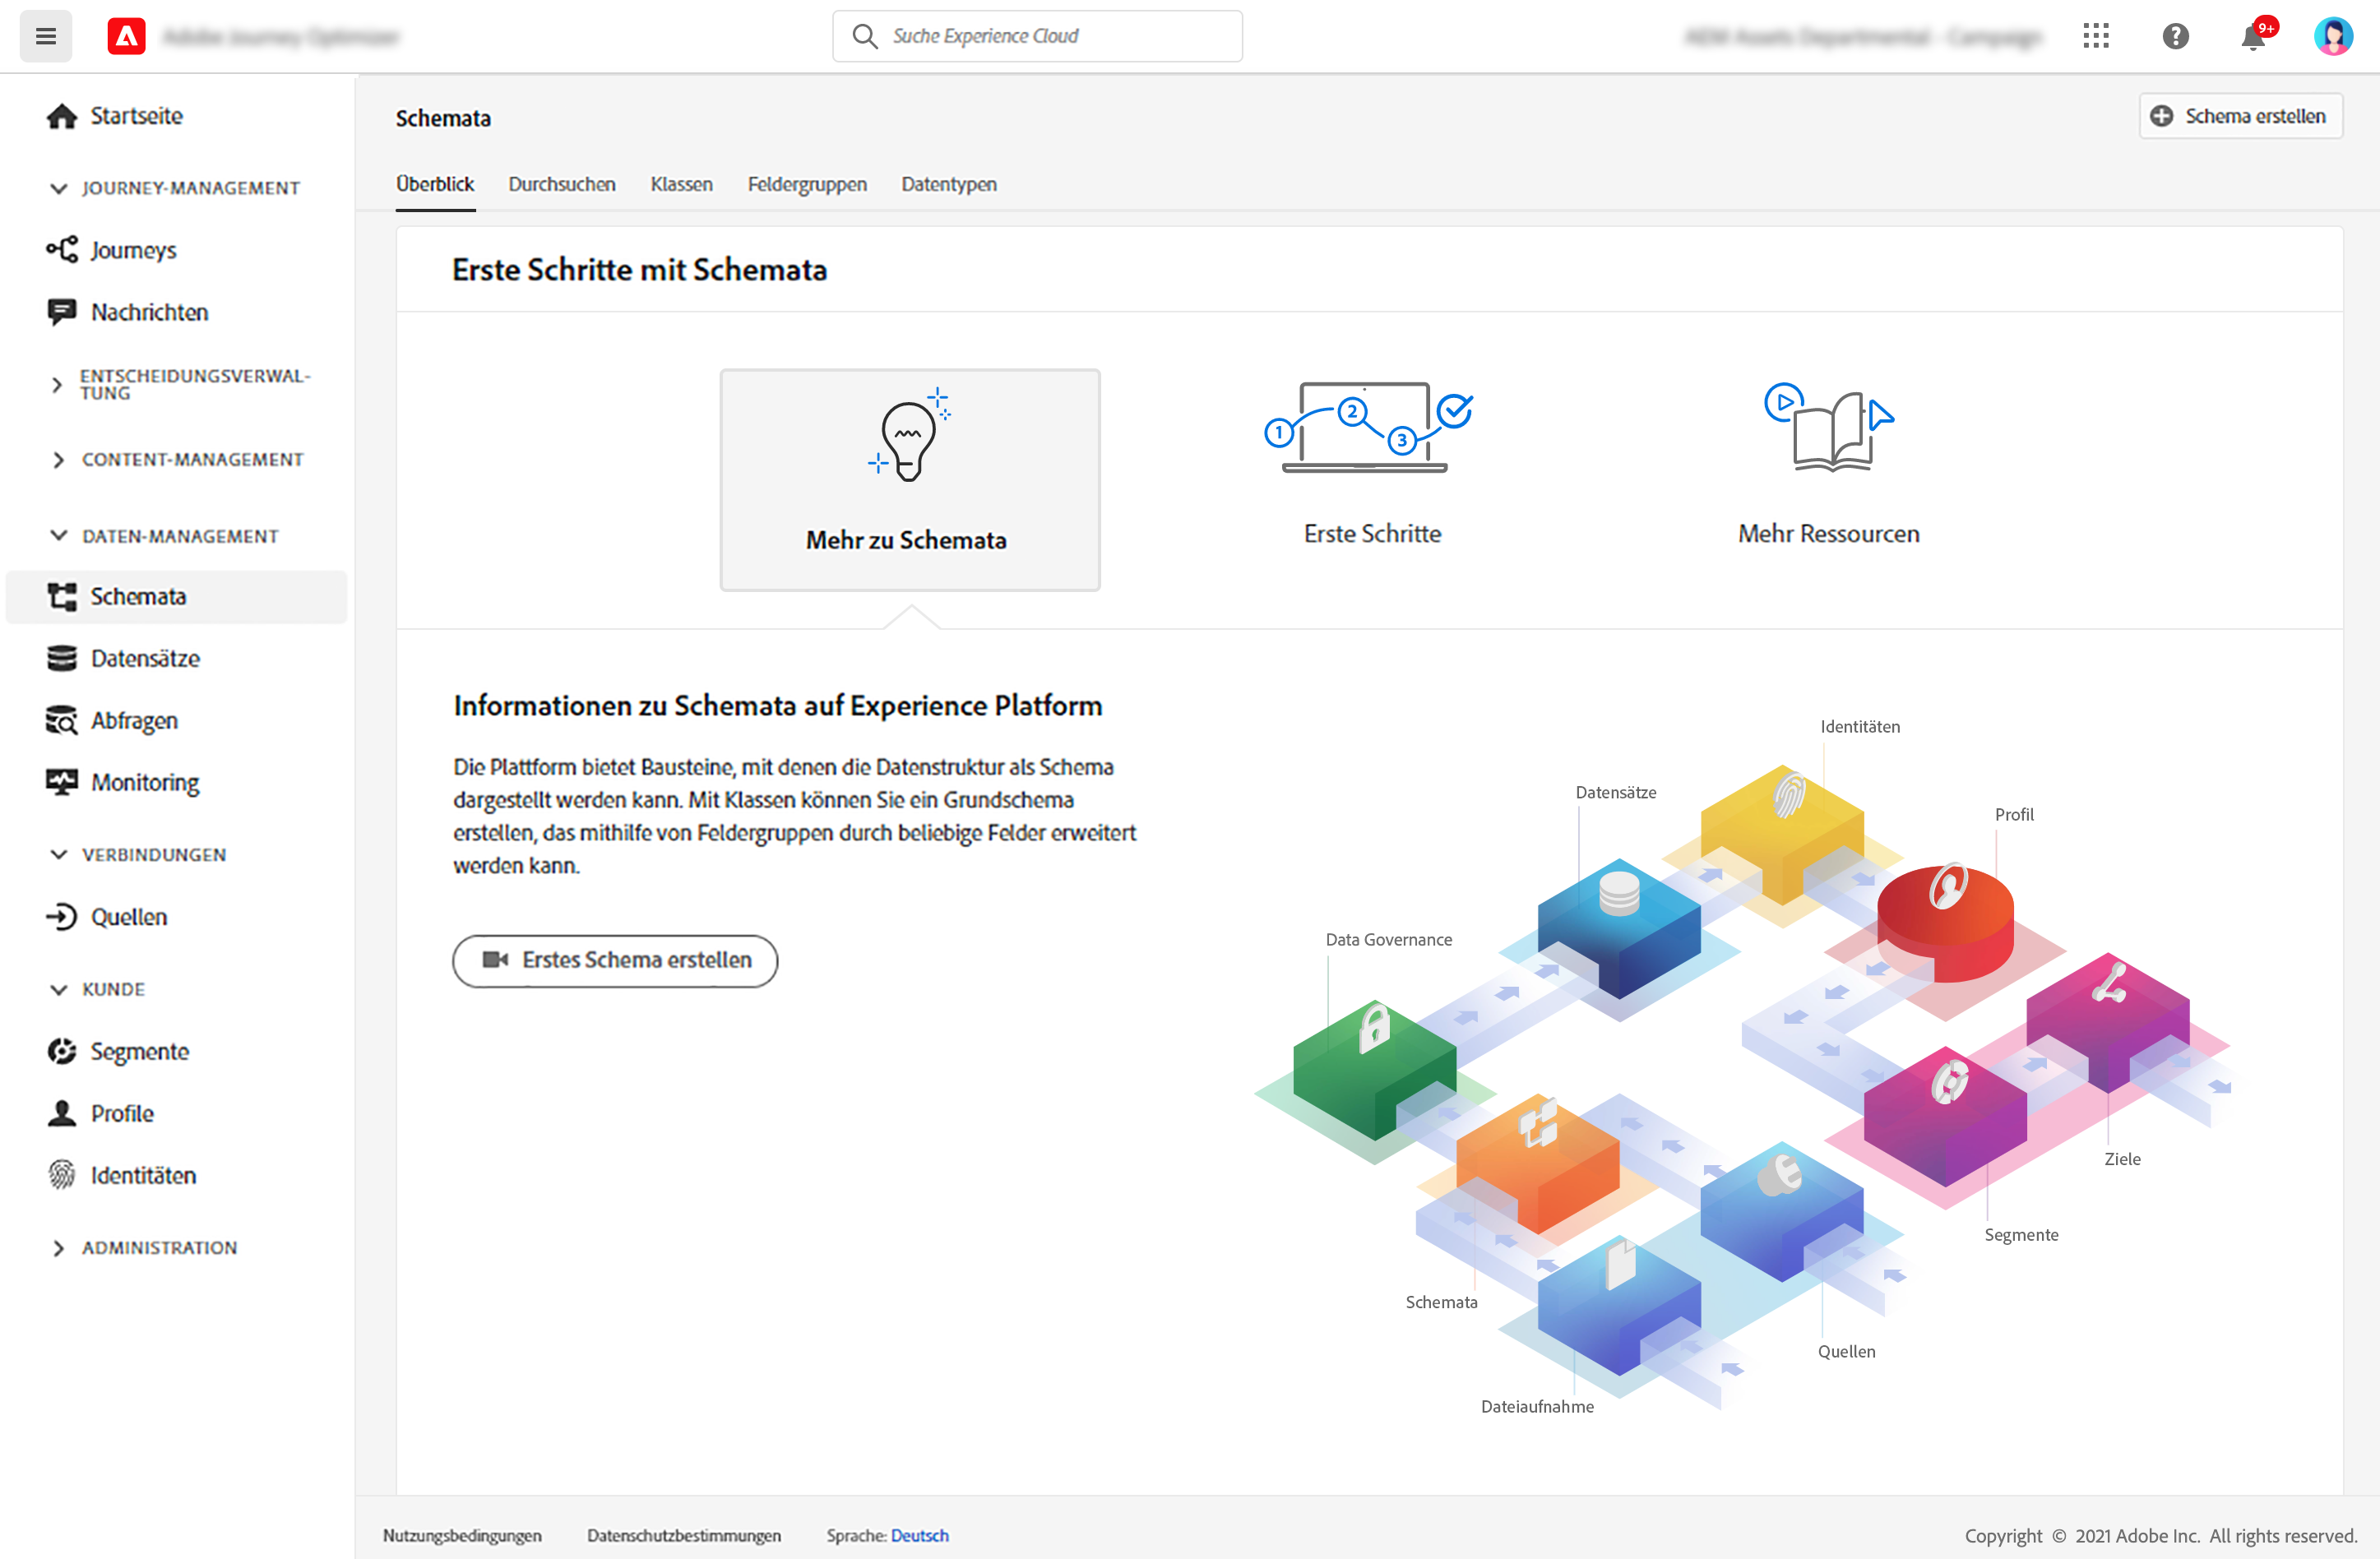 Suche Experience Cloud
9+
Startseite
JOURNEY-MANAGEMENT
Journeys
Nachrichten
ENTSCHEIDUNGSVERWAL-
TUNG
CONTENT-MANAGEMENT
DATEN-MANAGEMENT
Schemata
Datensätze
Abfragen
Monitoring
VERBINDUNGEN
Quellen
KUNDE
Segmente
Profile
Identitäten
ADMINISTRATION
Schemata
Schema erstellen
Überblick Durchsuchen Klassen Feldergruppen Datentypen
Erste Schritte mit Schemata
Mehr zu Schemata
1 2 3
Erste Schritte
Mehr Ressourcen
Informationen zu Schemata auf Experience Platform
Die Plattform bietet Bausteine, mit denen die Datenstruktur als Schema
dargestellt werden kann. Mit Klassen können Sie ein Grundschema
erstellen, das mithilfe von Feldergruppen durch beliebige Felder erweitert
werden kann.
Erstes Schema erstellen
Identitäten
Datensätze
Profil
Data Governance
Ziele
Segmente
Schemata
Quellen
Dateiaufnahme
Nutzungsbedingungen Datenschutzbestimmungen Sprache: Deutsch
Copyright © 2021 Adobe Inc. All rights reserved.